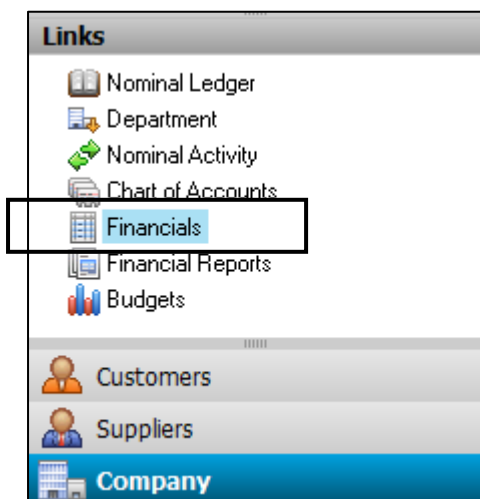 Links
Nominal Ledger
Department
Nominal Activity
Chart of Accounts
Financials
Financial Reports
Budgets
Customers
Suppliers
Company